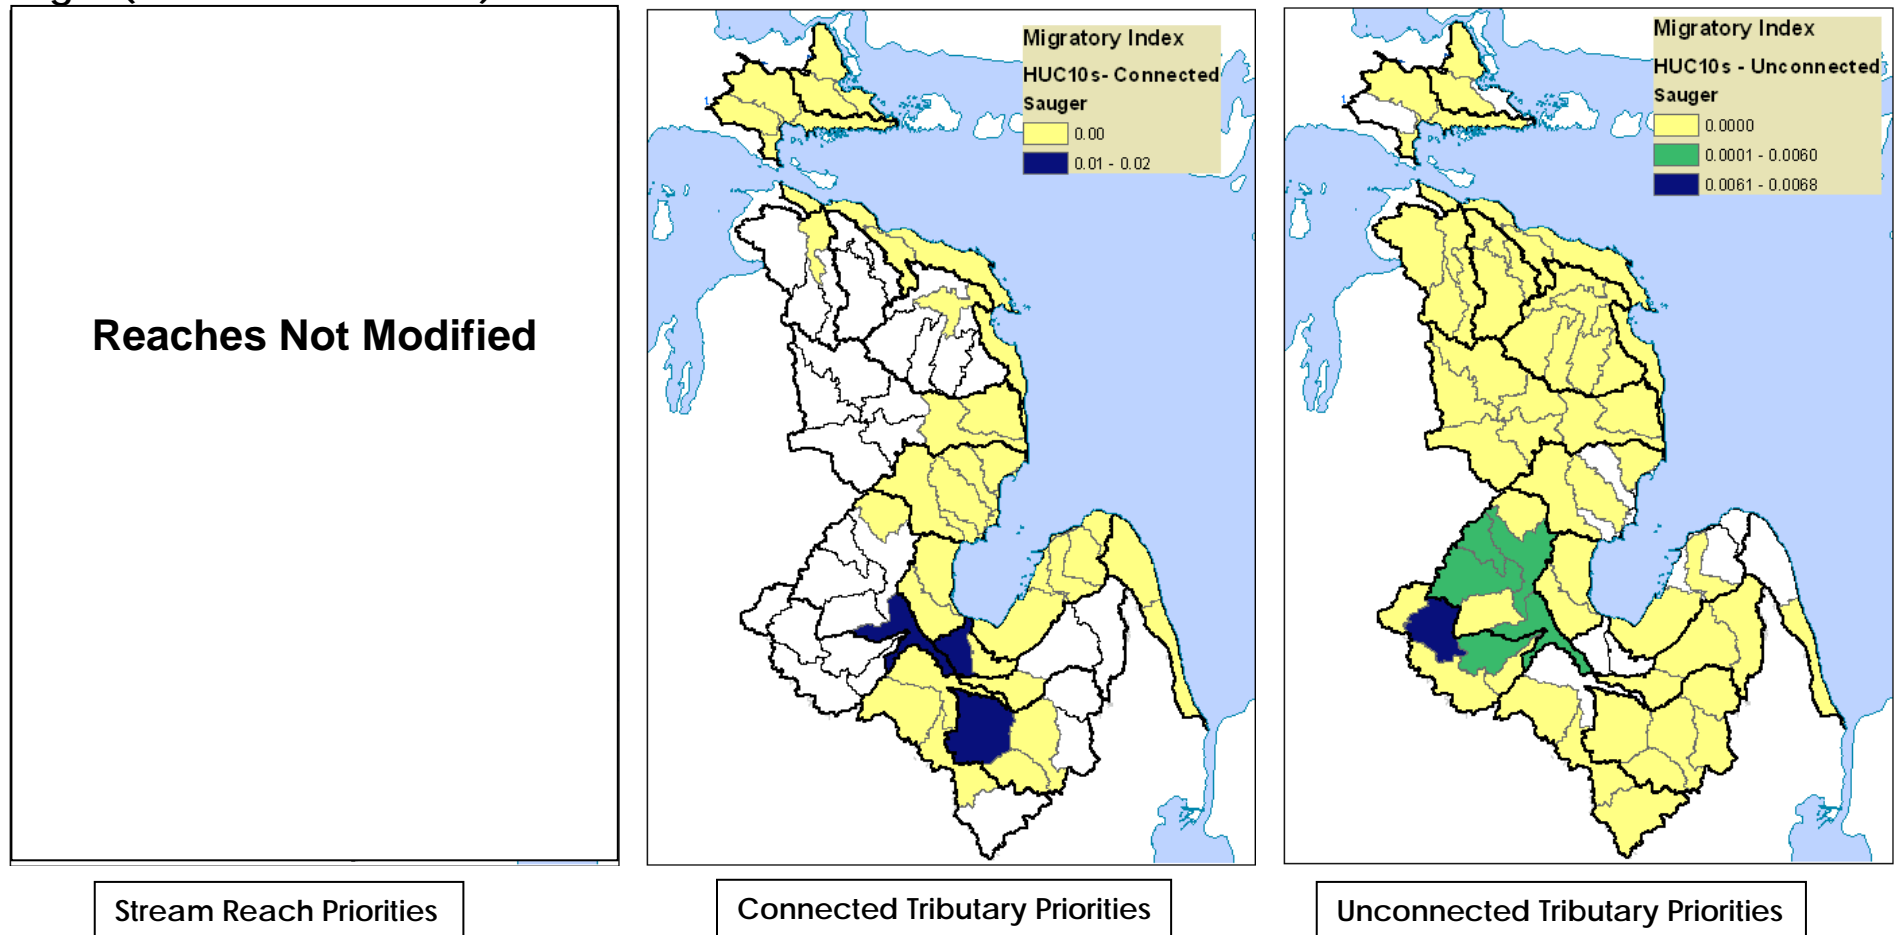 Reaches Not Modified
Stream Reach Priorities
Migratory Index
HUC10s- Connected
Sauger
0.00
0.01 - 0.02
Connected Tributary Priorities
Migratory Index
HUC10s - Unconnected
Sauger
0.0000
0.0001 - 0.0060
0.0061 - 0.0068
Unconnected Tributary Priorities